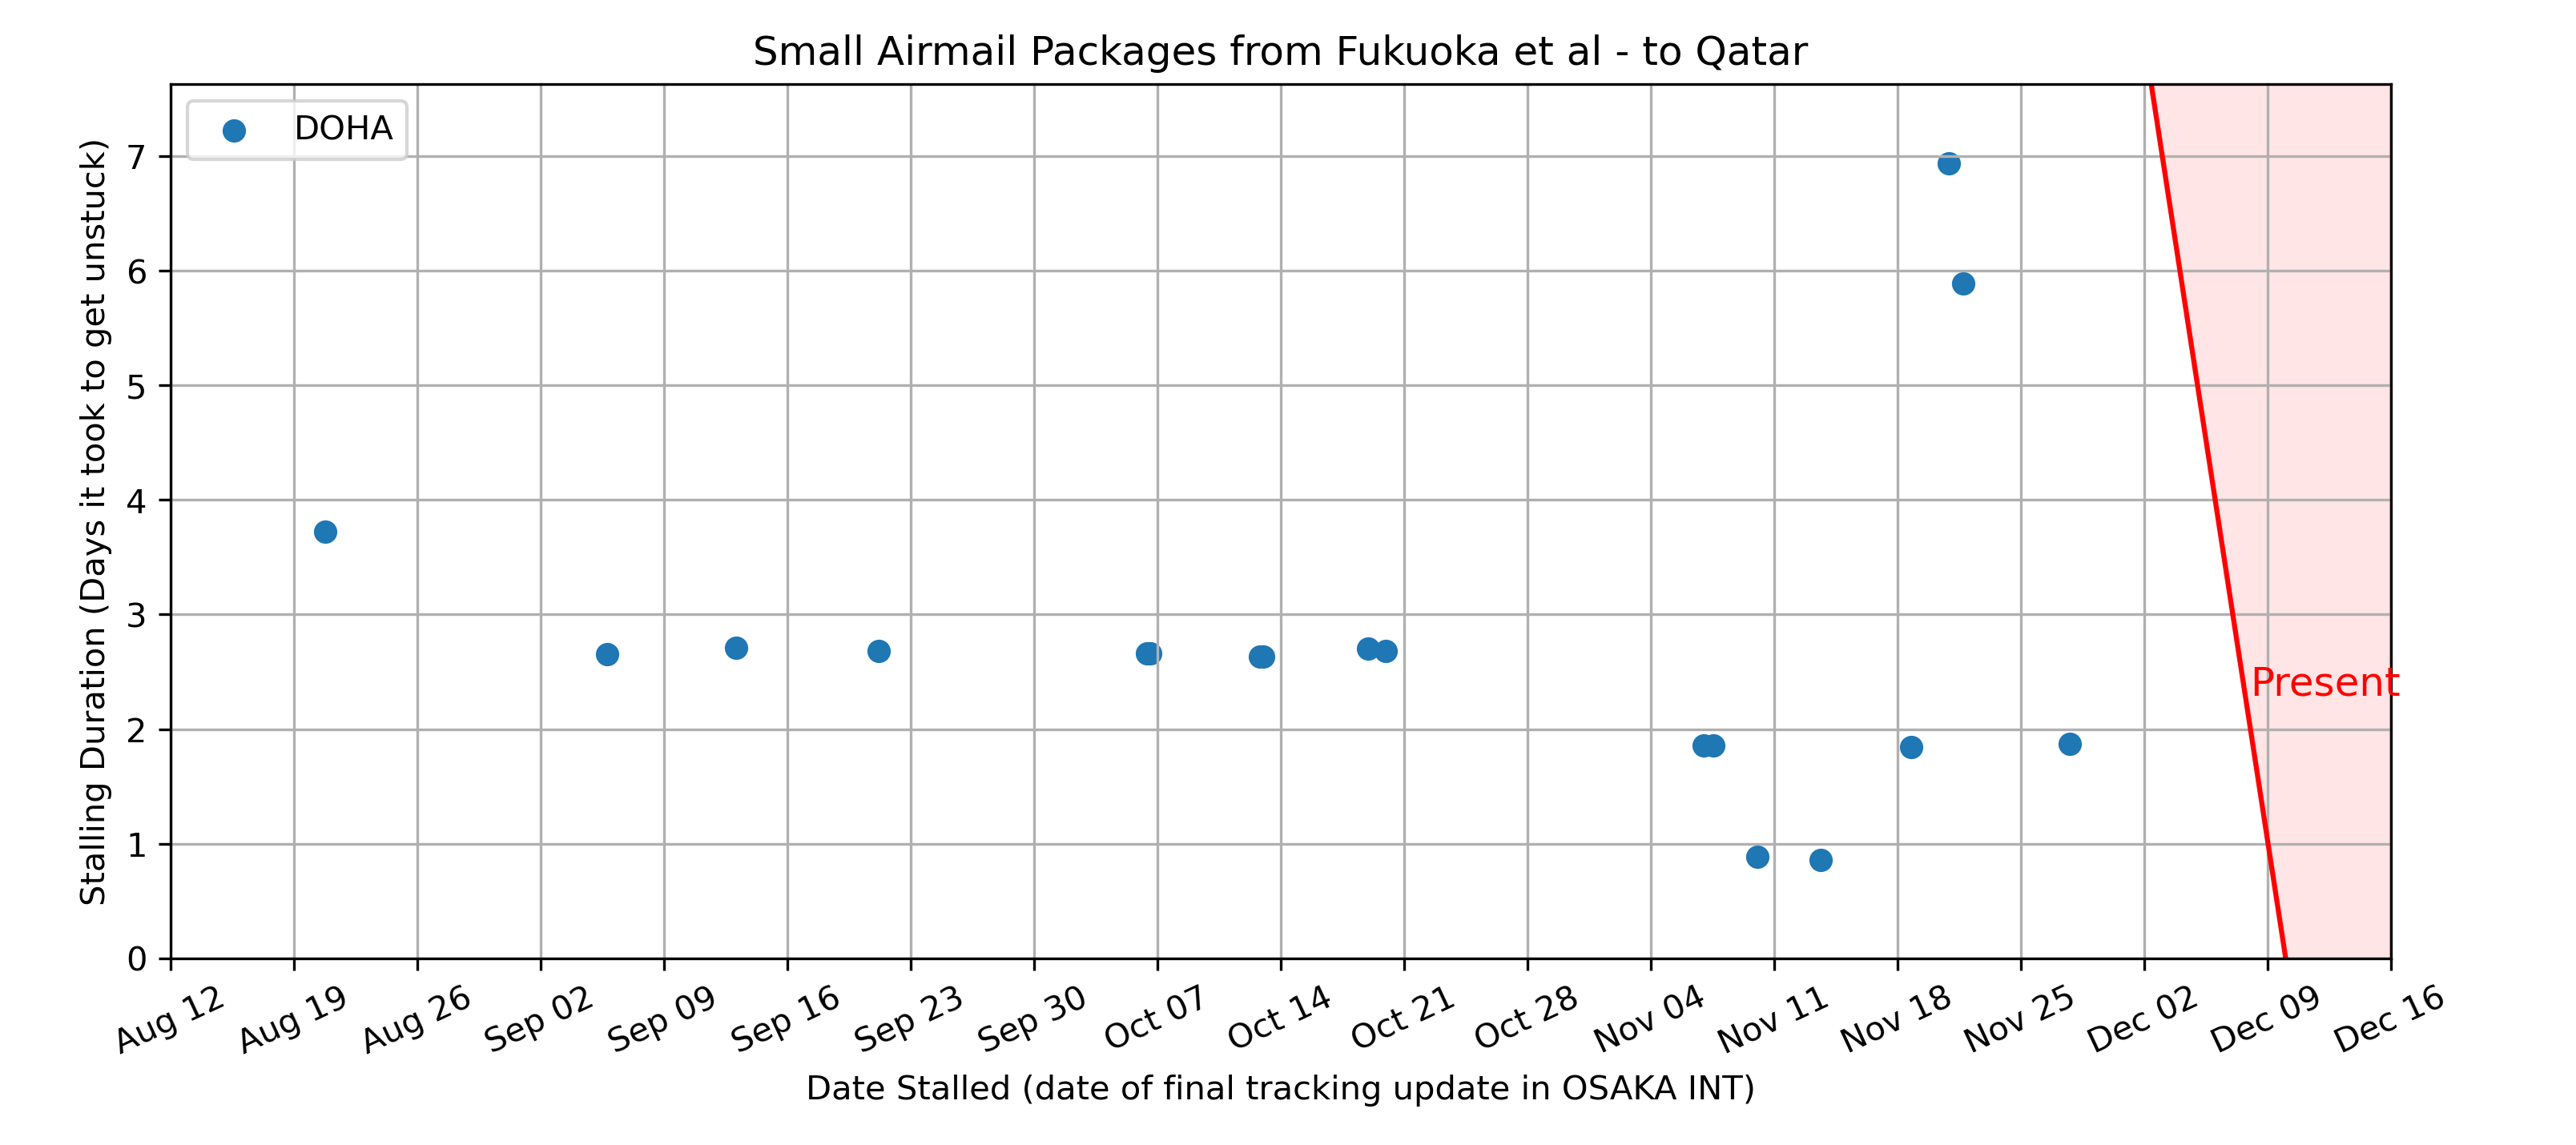 Small Airmail Packages from Fukuoka et al - to Qatar
DOHA
Stalling Duration (Days it took to get unstuck)
7
6
5
4
3
2
1
0
Present
Aug 12
Aug 19
Aug 26
Sep 02
Sep 09
Sep 16
Sep 23
Sep 30
Oct 07
Oct 14
Oct 21
Oct 28
Nov 04
Nov 11
Nov 18
Nov 25
Dec 02
Dec 09
Dec 16
Date Stalled (date of final tracking update in OSAKA INT)